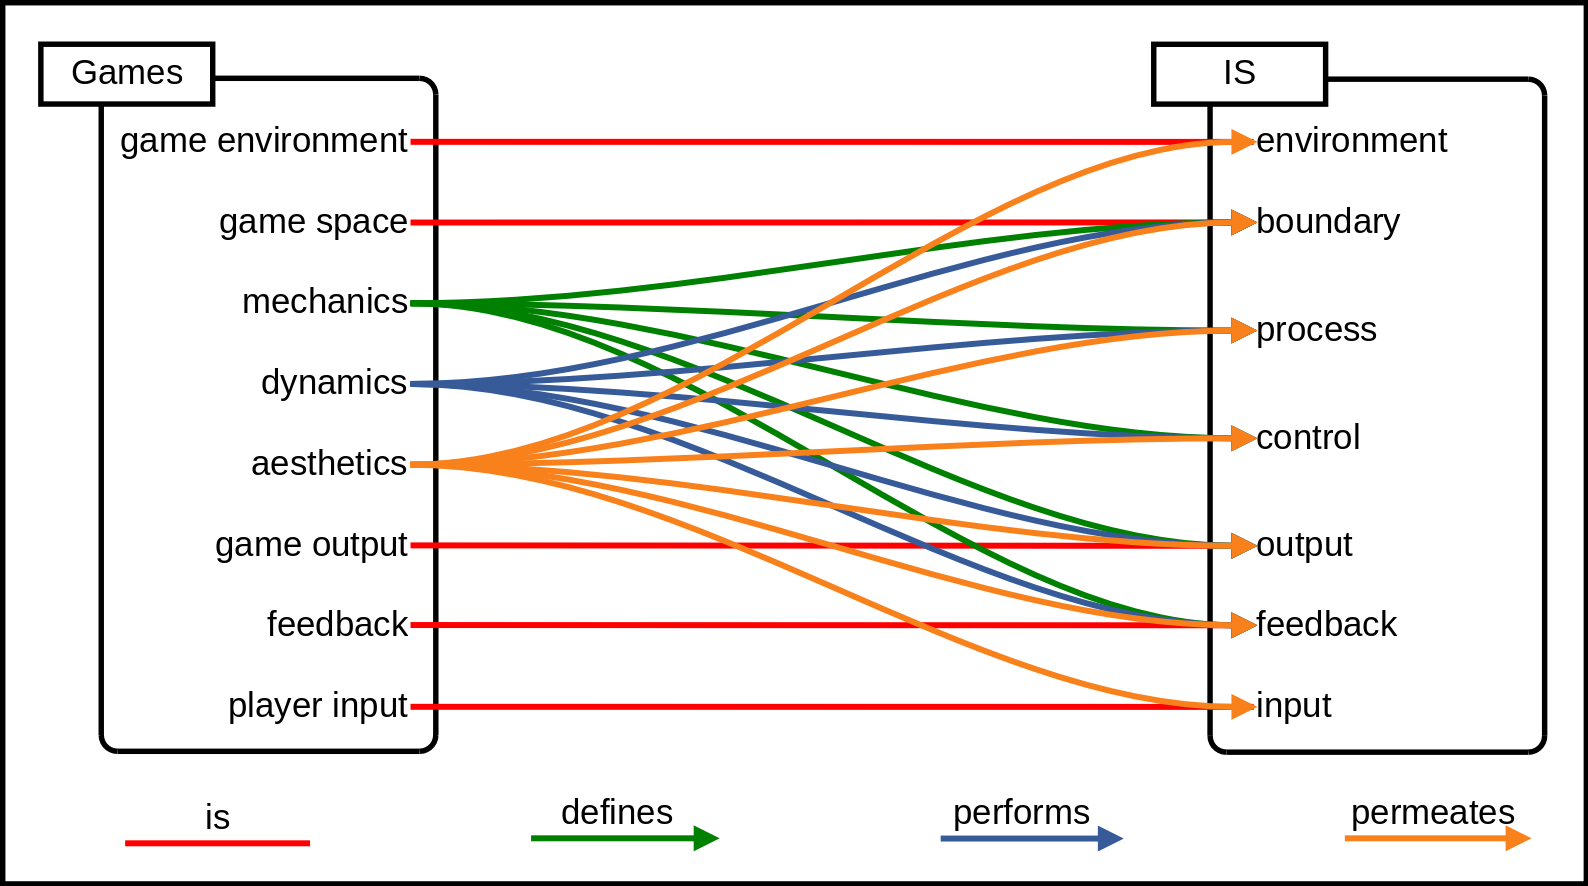 Games
IS
game environment
game space
mechanics
dynamics
aesthetics
game output
feedback
player input
environment
boundary
process
control
output
feedback
input
is
defines
performs
permeates